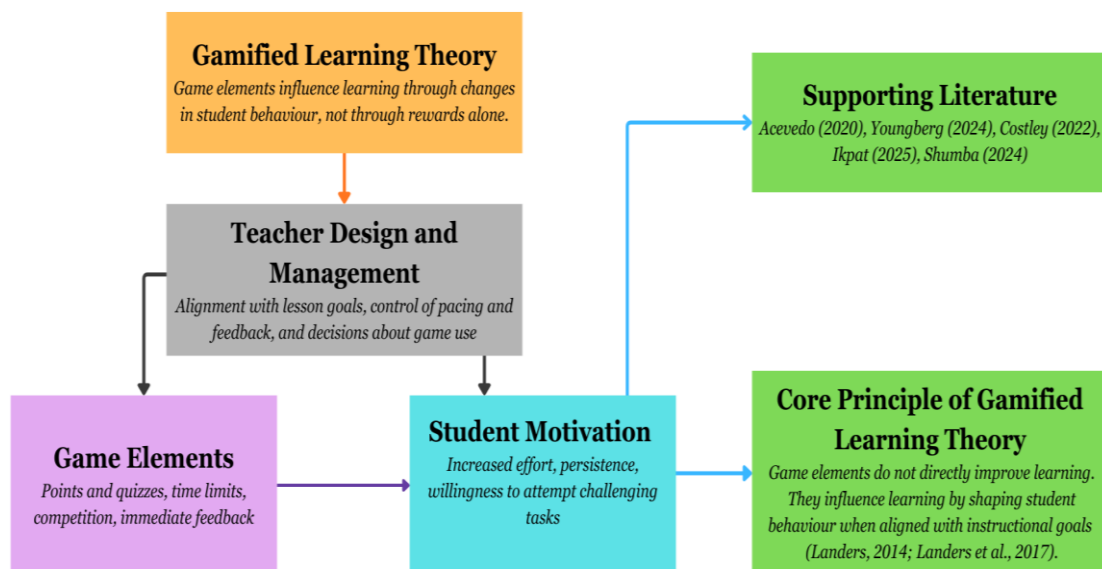 Gamified Learning Theory
Game elements influence learning through changes
in student behaviour, not through rewards alone.
Supporting Literature
Acevedo (2020), Youngberg (2024), Costley (2022),
Ikpat (2025), Shumba (2024)
Teacher Design and
Management
Alignment with lesson goals, control of pacing and
feedback, and decisions about game use
Game Elements
Points and quizzes, time limits,
competition, immediate feedback
Student Motivation
Increased effort, persistence,
willingness to attempt challenging
tasks
Core Principle of Gamified
Learning Theory
Game elements do not directly improve learning.
They influence learning by shaping student
behaviour when aligned with instructional goals
(Landers, 2014; Landers et al., 2017).